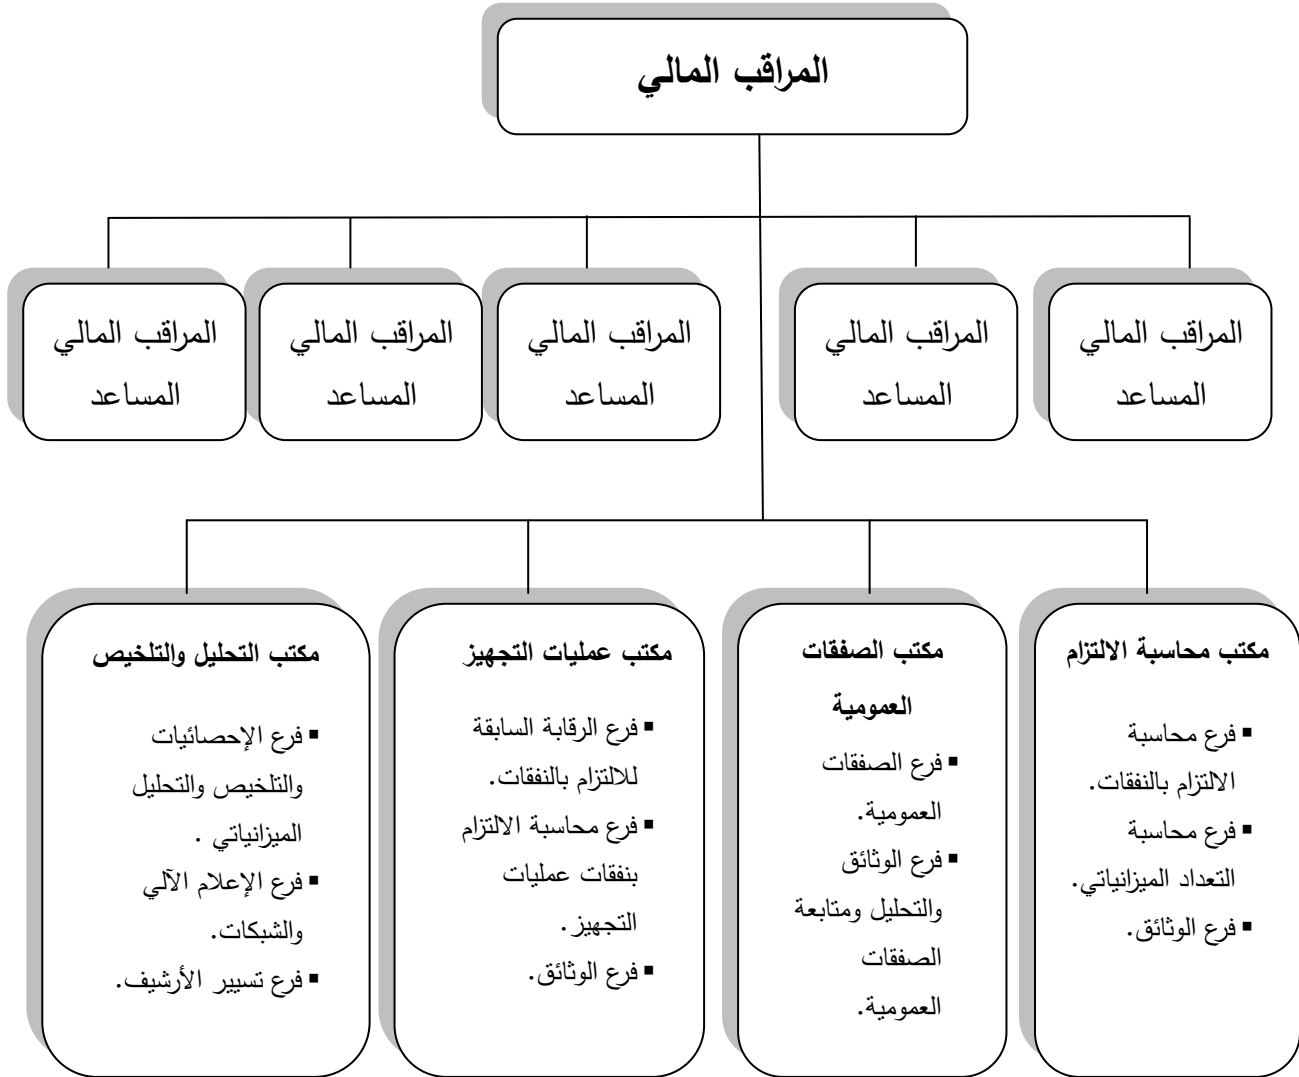 المراقب المالي
المراقب المالي
المساعد
المراقب المالي
المساعد
المراقب المالي
المساعد
المراقب المالي
المساعد
المراقب المالي
المساعد
مكتب محاسبة الالتزام
▪ فرع محاسبة
الالتزام بالنفقات.
▪ فرع محاسبة
التعداد الميزانياتي.
▪ فرع الوثائق.
مكتب الصفقات
العمومية
▪ فرع الصفقات
العمومية.
▪ فرع الوثائق
والتحليل ومتابعة
الصفقات
العمومية.
مكتب عمليات التجهيز
▪ فرع الرقابة السابقة
للالتزام بالنفقات.
▪ فرع محاسبة الالتزام
بنفقات عمليات
التجهيز.
▪ فرع الوثائق.
مكتب التحليل والتلخيص
▪ فرع الإحصائيات
والتلخيص والتحليل
الميزانياتي .
▪ فرع الإعلام الآلي
والشبكات.
▪ فرع تسيير الأرشيف.